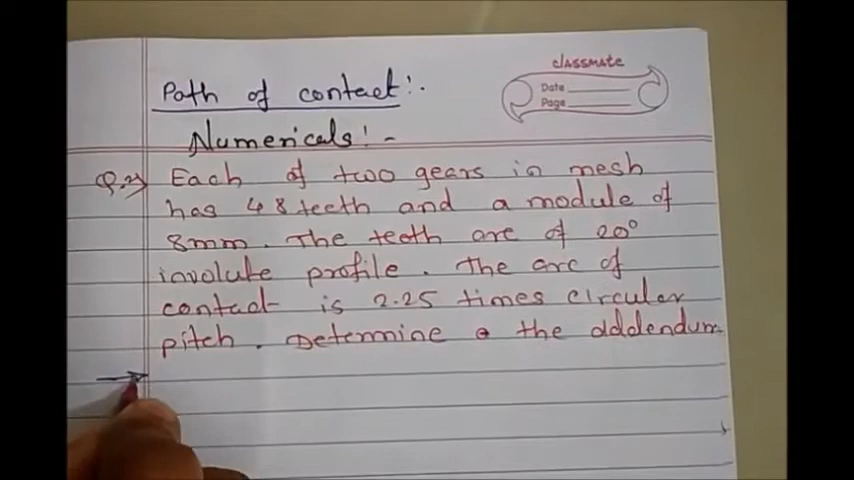 Path of contact:.
classmate
Date
Page
Numericals:-
Q.2) Each of two gears in mesh
has 48 teeth and a module of
8mm. The teeth are of 20°
involute profile. The arc of
contact is 2.25 times circular
pitch. Determine the addendum